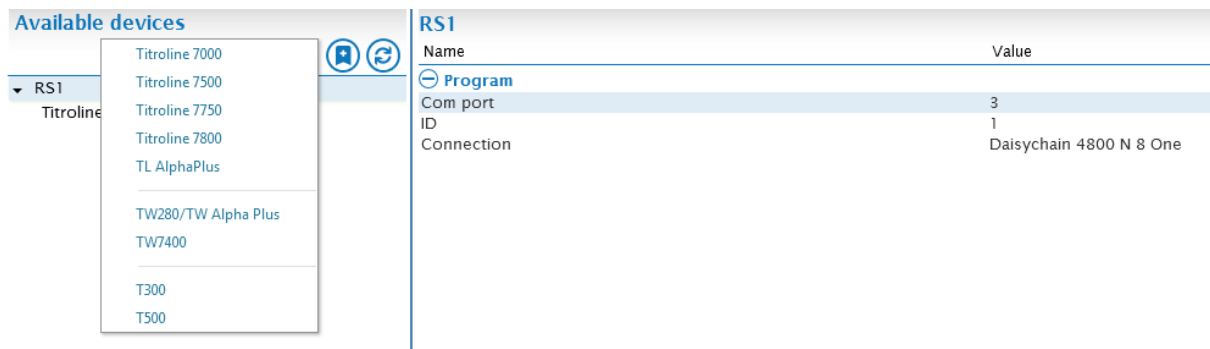 Available devices
Titroline 7000
Titroline 7500
RS1
Titroline 7750
Titroline
Titroline 7800
TL AlphaPlus
TW280/TW Alpha Plus
TW7400
T300
T500
RS1
Name Value
Program
Com port 3
ID 1
Connection Daisychain 4800 N 8 One